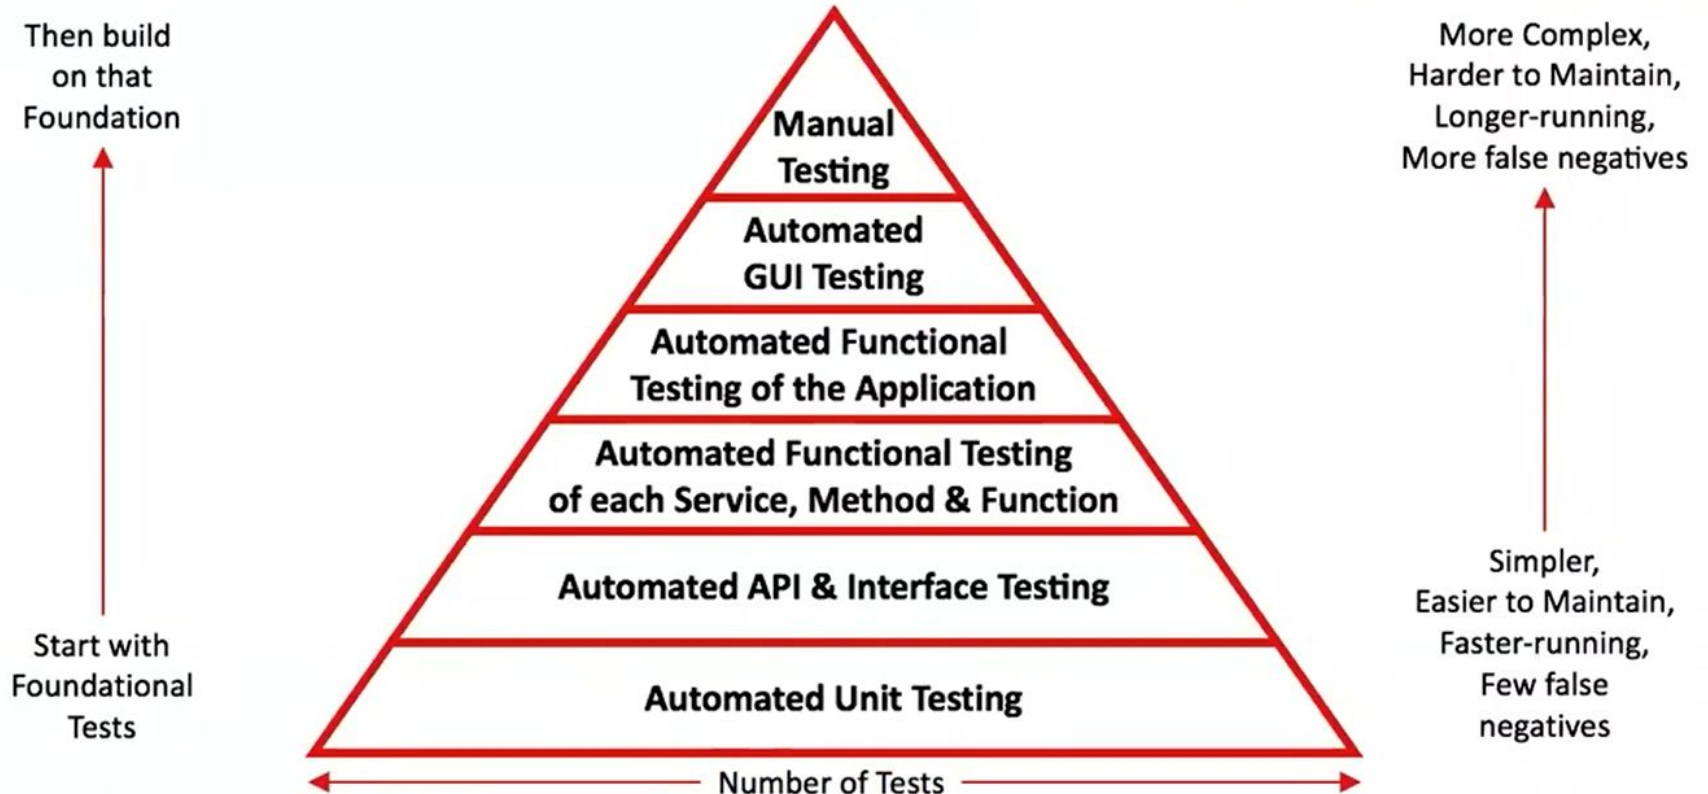 Then build
on that
Foundation
Start with
Foundational
Tests
Manual
Testing
Automated
GUI Testing
Automated Functional
Testing of the Application
Automated Functional Testing
of each Service, Method & Function
Automated API & Interface Testing
Automated Unit Testing
Number of Tests
More Complex,
Harder to Maintain,
Longer-running,
More false negatives
Simpler,
Easier to Maintain,
Faster-running,
Few false
negatives